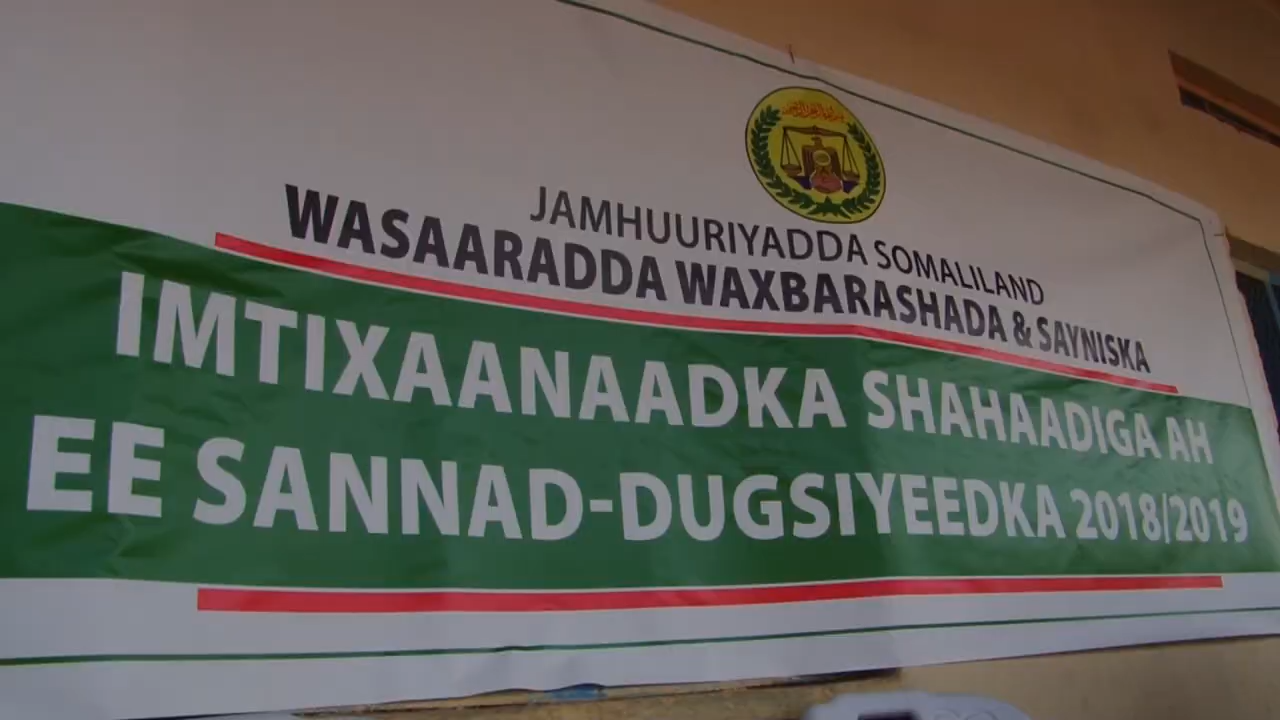 JAMHUURIYADDA SOMALILAND
WASAARADDA WAXBARASHADA & SAYNISKA
IMTIXAANAADKA SHAHAADIGA AH
EE SANNAD-DUGSIYEEDKA 2018/2019